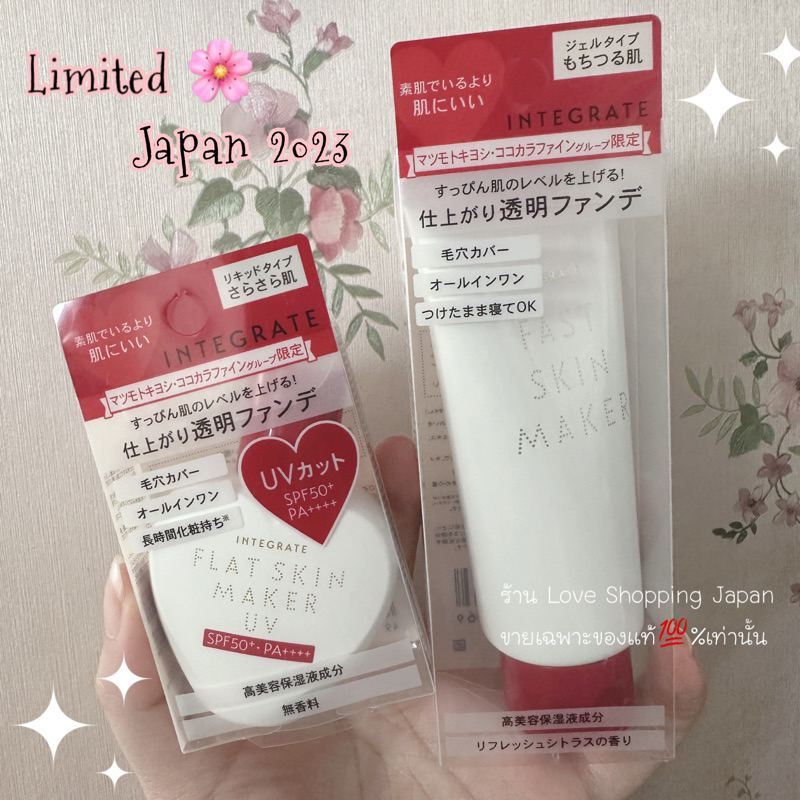 Limited
Japan 2023
素肌でいるより
肌にいい
ジェルタイプ
もちつる肌
INTEGRATE
マツモトキヨシ・ココカラファイングループ限定
すっぴん肌のレベルを上げる!
仕上がり透明ファンデ
毛穴カバー
オールインワン
つけたまま寝てOK
FAST
SKIN
MAKER
高美容保湿液成分
リフレッシュシトラスの香り
素肌でいるより
肌にいい
リキッドタイプ
さらさら肌
INTEGRATE
マツモトキヨシ・ココカラファイングループ限定
すっぴん肌のレベルを上げる!
仕上がり透明ファンデ
毛穴カバー
オールインワン
長時間化粧持ち※
UVカット
SPF50+
PA++++
INTEGRATE
FLAT SKIN
MAKER
UV
SPF50+・PA++++
高美容保湿液成分
無香料
ร้าน Love Shopping Japan
ขายเฉพาะของแท้💯%เท่านั้น